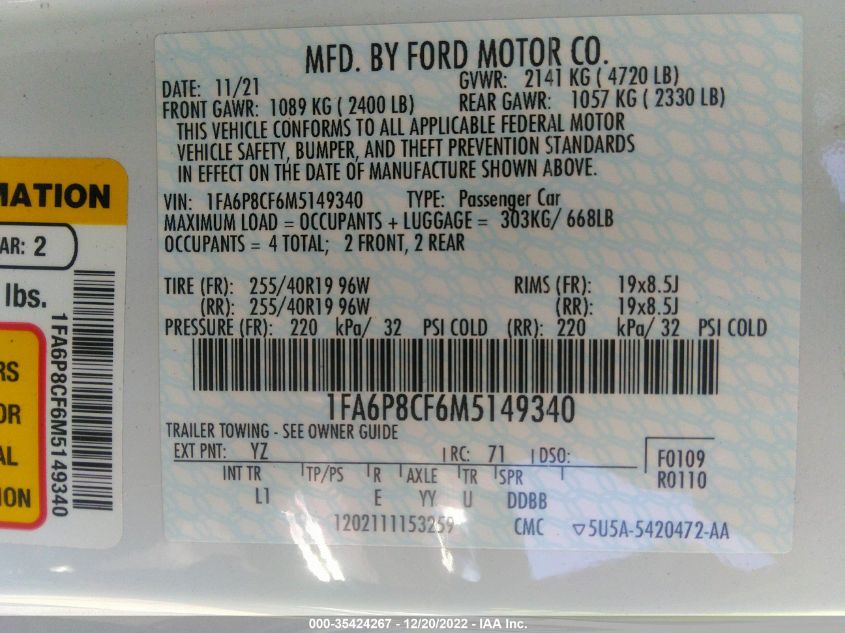 MFD. BY FORD MOTOR CO.
DATE: 11/21 GVWR: 2141 KG ( 4720 LB)
FRONT GAWR: 1089 KG ( 2400 LB) REAR GAWR: 1057 KG ( 2330 LB)
THIS VEHICLE CONFORMS TO ALL APPLICABLE FEDERAL MOTOR
VEHICLE SAFETY, BUMPER, AND THEFT PREVENTION STANDARDS
IN EFFECT ON THE DATE OF MANUFACTURE SHOWN ABOVE.
VIN: 1FA6P8CF6M5149340 TYPE: Passenger Car
MAXIMUM LOAD = OCCUPANTS + LUGGAGE = 303KG/ 668LB
OCCUPANTS = 4 TOTAL; 2 FRONT, 2 REAR
TIRE (FR): 255/40R19 96W RIMS (FR): 19x8.5J
(RR): 255/40R19 96W (RR): 19x8.5J
PRESSURE (FR): 220 kPa/ 32 PSI COLD (RR): 220 kPa/ 32 PSI COLD
1FA6P8CF6M5149340
TRAILER TOWING - SEE OWNER GUIDE
EXT PNT: YZ RC: 71 DSO:
F0109
R0110
INT TR TP/PS R AXLE TR SPR
L1 E YY U DDBB
1202111153259 CMC ▽5U5A-5420472-AA
MATION
AR: 2
lbs.
RS
OR
AL
ION
1FA6P8CF6M5149340
000-35424267 - 12/20/2022 - IAA Inc.